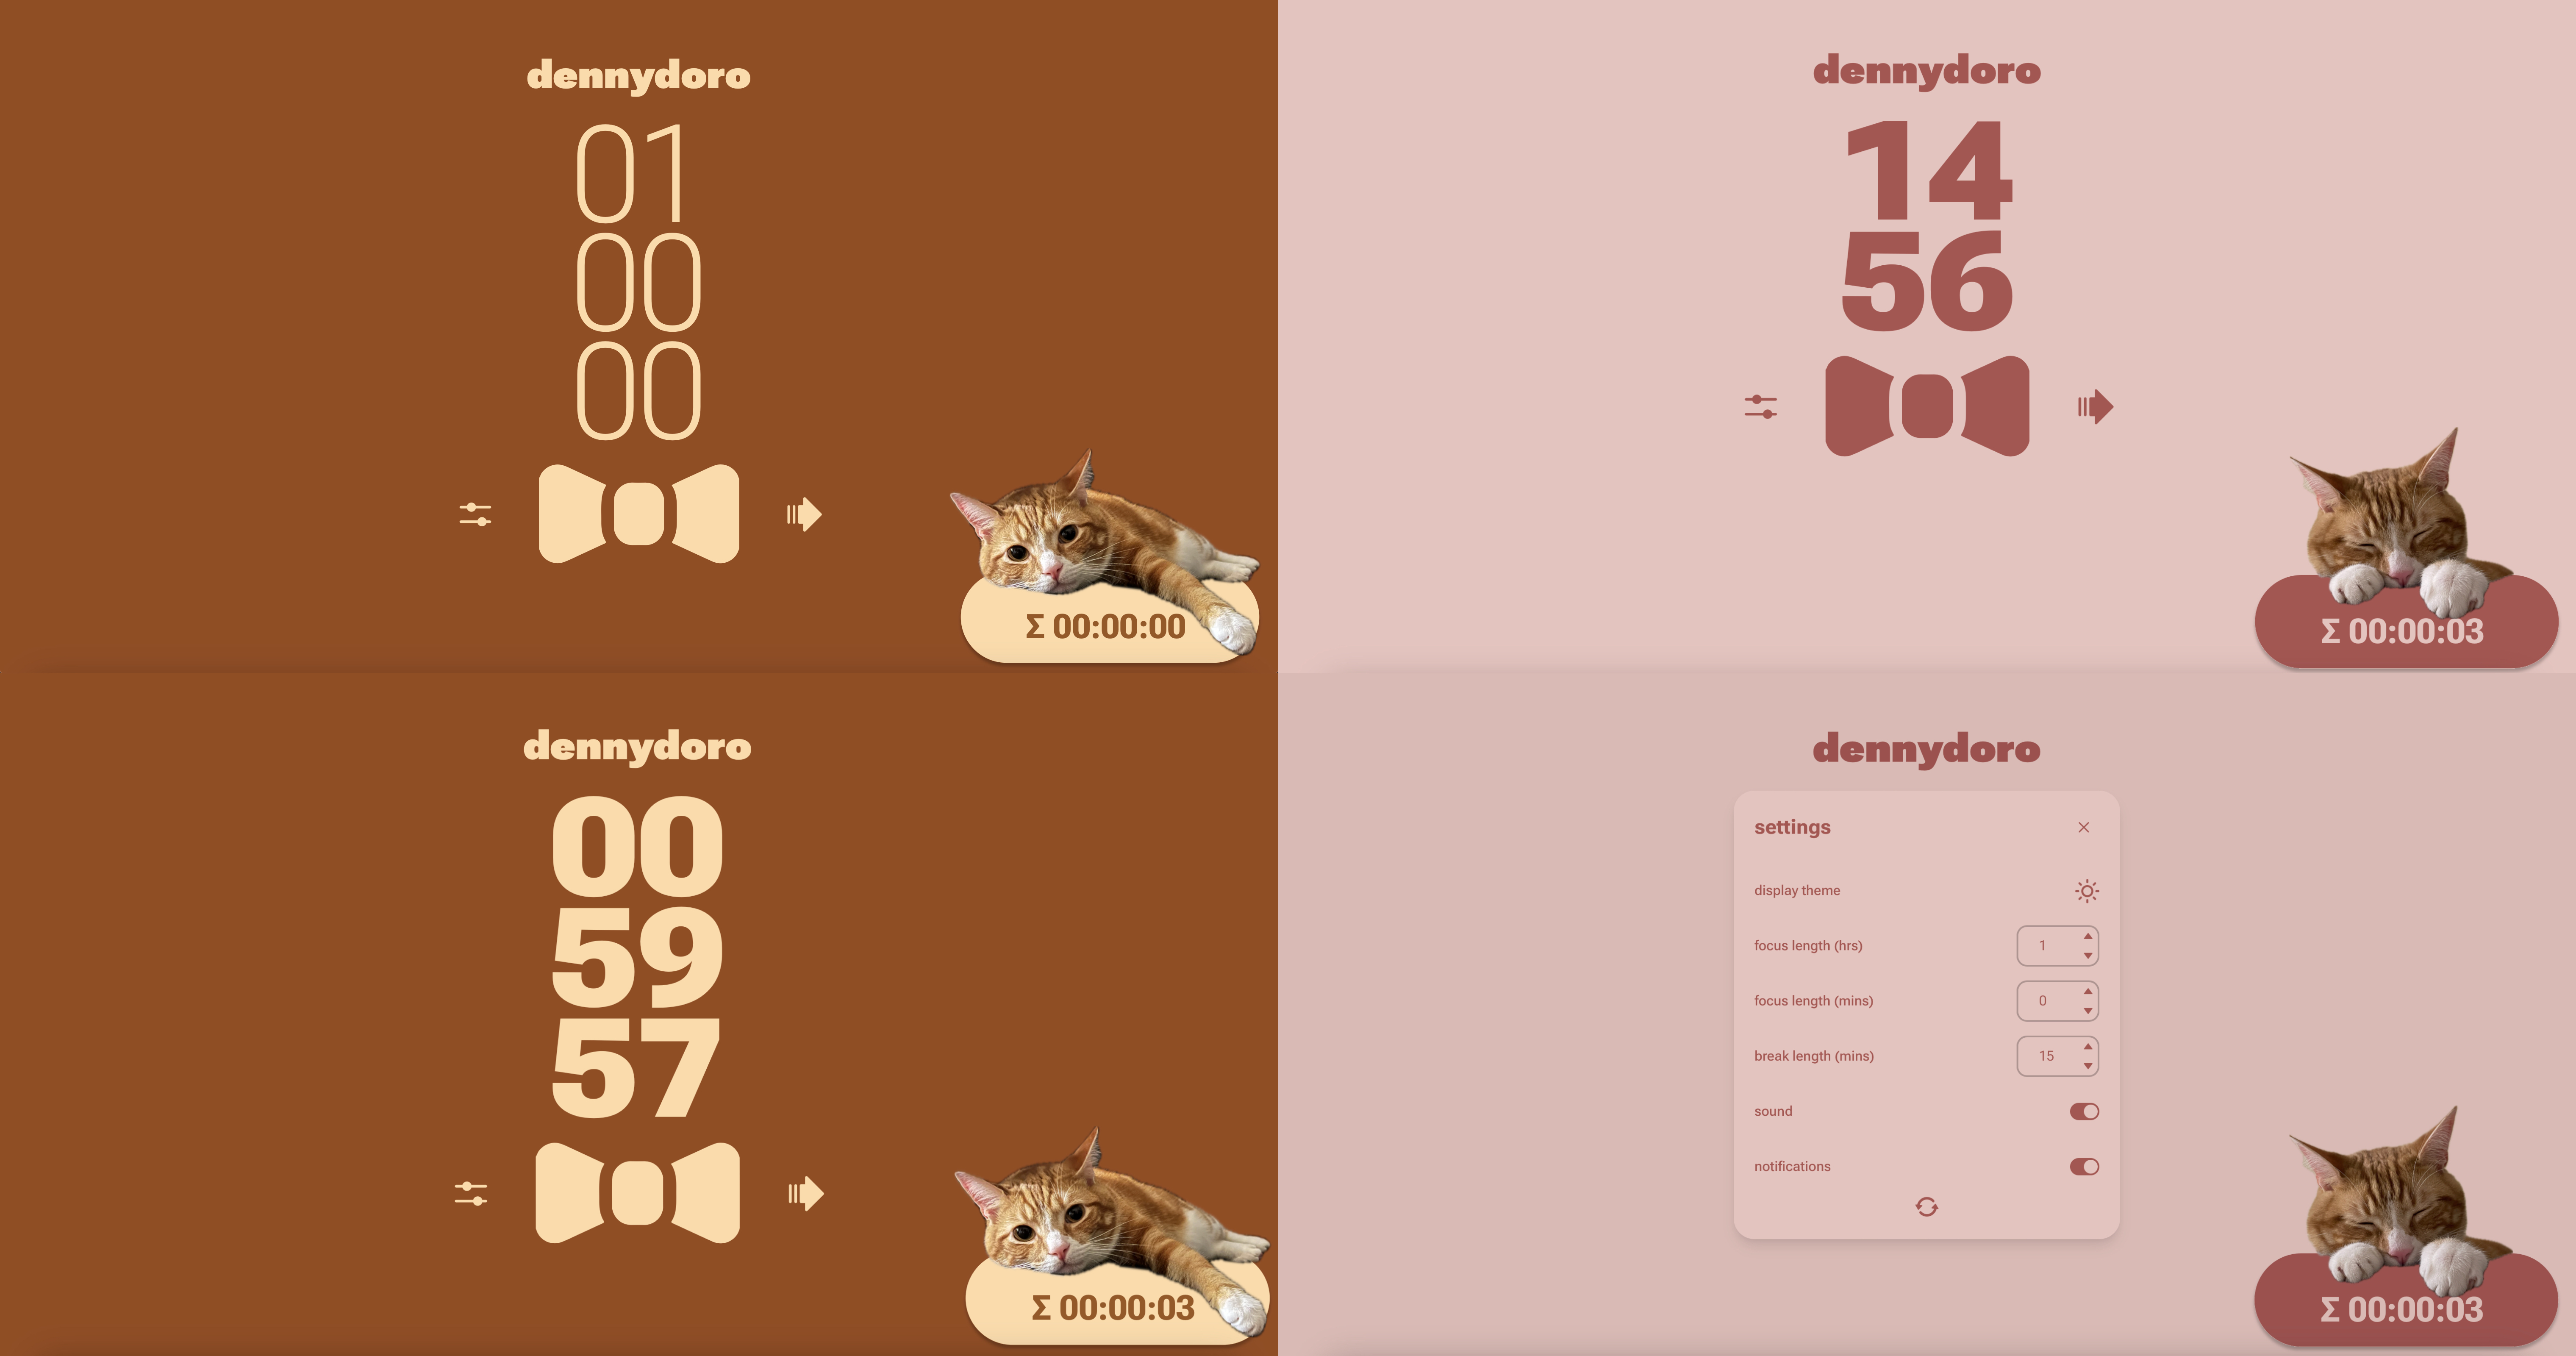 dennydoro
01
00
00
Σ 00:00:00
dennydoro
14
56
Σ 00:00:03
dennydoro
00
59
57
Σ 00:00:03
dennydoro
settings
display theme
focus length (hrs) 1
focus length (mins) 0
break length (mins) 15
sound
notifications
Σ 00:00:03